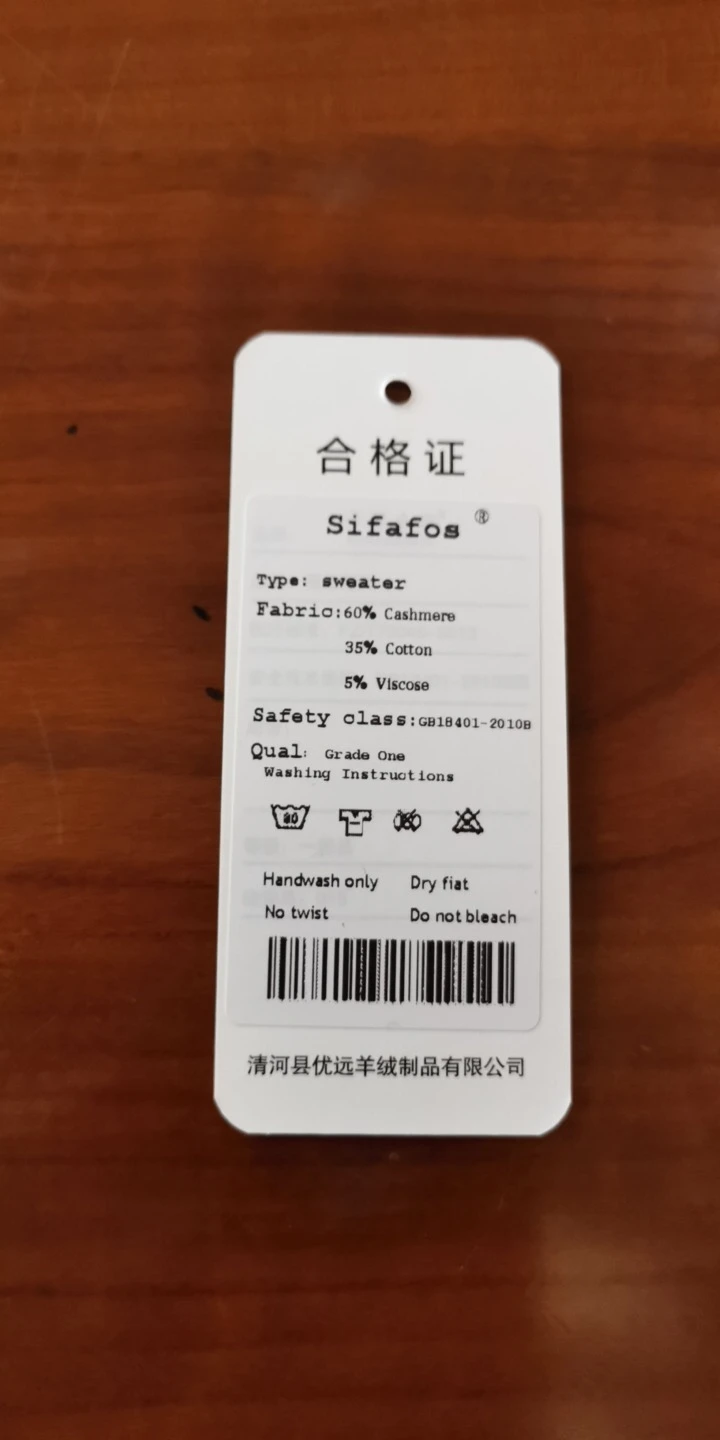 合格证
Sifafos ®
Type: sweater
Fabric:60% Cashmere
35% Cotton
5% Viscose
Safety class:GB18401-2010B
Qual: Grade One
Washing Instructions
Handwash only Dry fiat
No twist Do not bleach
清河县优远羊绒制品有限公司